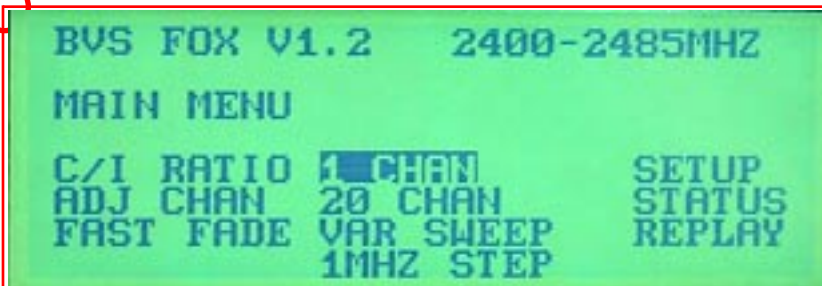 BVS FOX V1.2 2400-2485MHZ
MAIN MENU
C/I RATIO 1 CHAN SETUP
ADJ CHAN 20 CHAN STATUS
FAST FADE VAR SWEEP REPLAY
1MHZ STEP